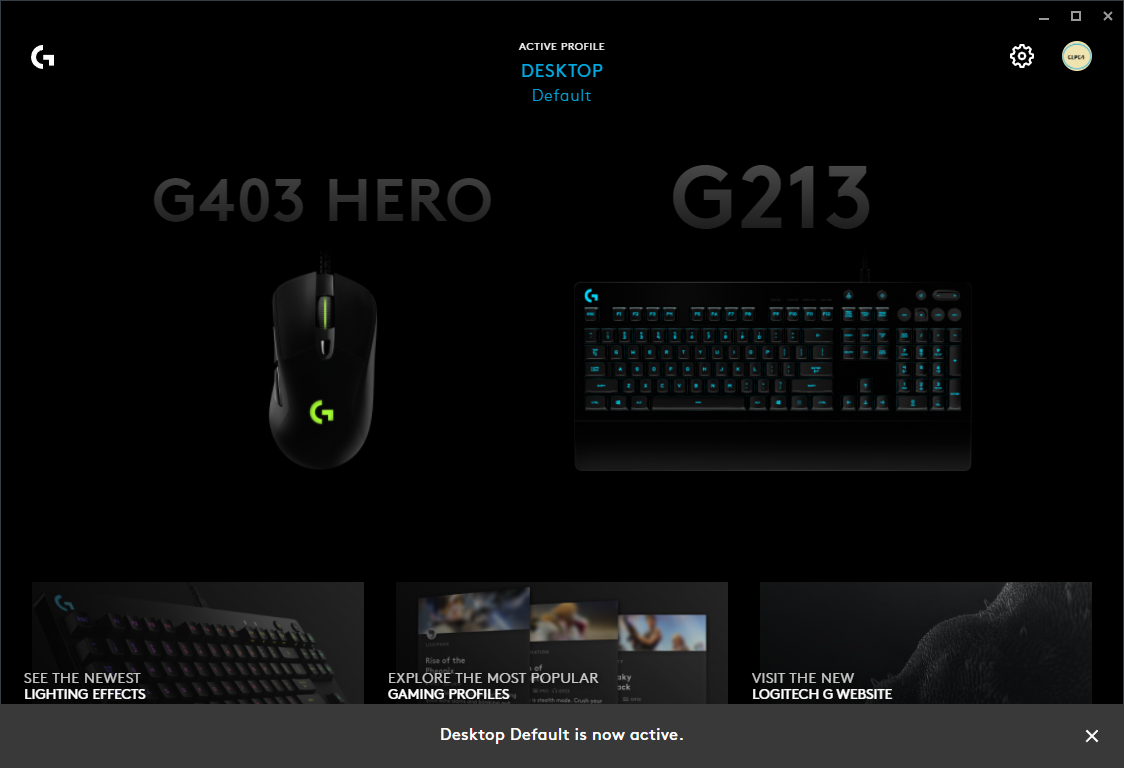 ACTIVE PROFILE
DESKTOP
Default
G403 HERO
G213
SEE THE NEWEST
LIGHTING EFFECTS
Rise of the
EXPLORE THE MOST POPULAR
GAMING PROFILES
VISIT THE NEW
LOGITECH G WEBSITE
Desktop Default is now active.